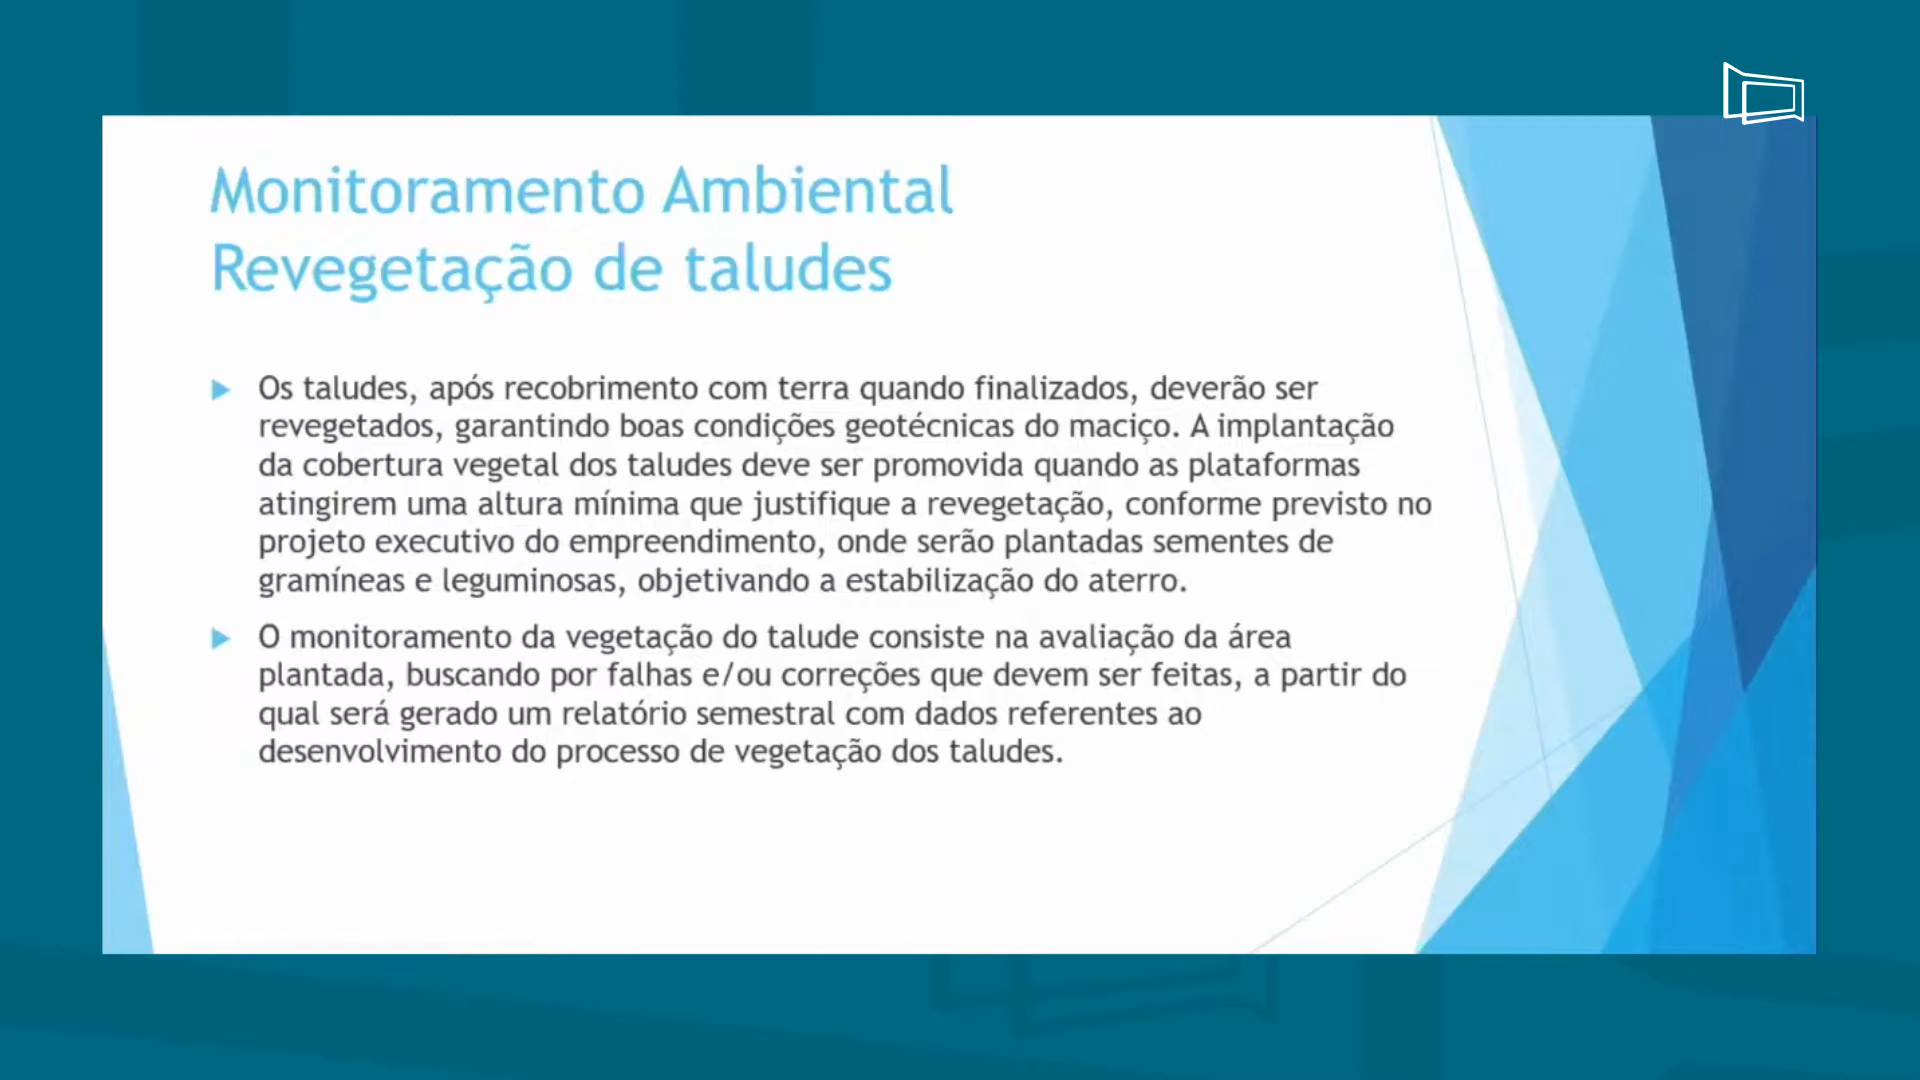 Monitoramento Ambiental
Revegetação de taludes
Os taludes, após recobrimento com terra quando finalizados, deverão ser
revegetados, garantindo boas condições geotécnicas do maciço. A implantação
da cobertura vegetal dos taludes deve ser promovida quando as plataformas
atingirem uma altura mínima que justifique a revegetação, conforme previsto no
projeto executivo do empreendimento, onde serão plantadas sementes de
gramíneas e leguminosas, objetivando a estabilização do aterro.
O monitoramento da vegetação do talude consiste na avaliação da área
plantada, buscando por falhas e/ou correções que devem ser feitas, a partir do
qual será gerado um relatório semestral com dados referentes ao
desenvolvimento do processo de vegetação dos taludes.